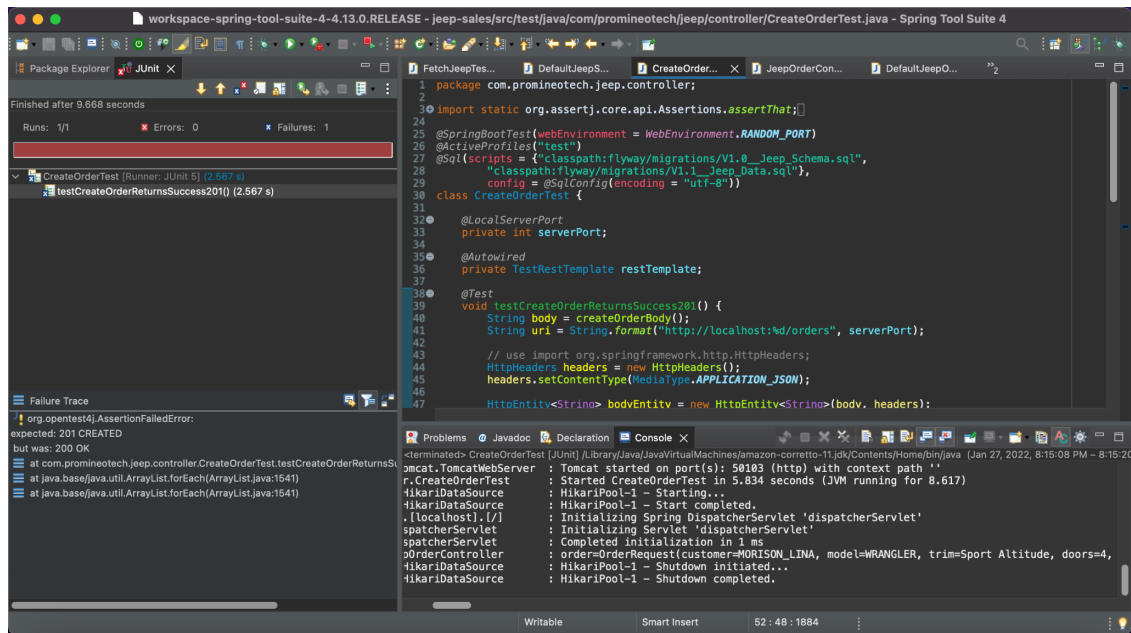 workspace-spring-tool-suite-4-4.13.0.RELEASE - jeep-sales/src/test/java/com/promineotech/jeep/controller/CreateOrderTest.java - Spring Tool Suite 4
Package Explorer
JUnit
Finished after 9.668 seconds
Runs: 1/1
Errors: 0
Failures: 1
CreateOrderTest [Runner: JUnit 5] (2.567 s)
testCreateOrderReturnsSuccess201() (2.567 s)
Failure Trace
org.opentest4j.AssertionFailedError:
expected: 201 CREATED
but was: 200 OK
at com.promineotech.jeep.controller.CreateOrderTest.testCreateOrderReturnsSu
at java.base/java.util.ArrayList.forEach(ArrayList.java:1541)
at java.base/java.util.ArrayList.forEach(ArrayList.java:1541)
FetchJeepTes...
DefaultJeepS...
CreateOrder...
JeepOrderCon...
DefaultJeepO...
»2
1 package com.promineotech.jeep.controller;
2
3 import static org.assertj.core.api.Assertions.assertThat;
24
25 @SpringBootTest(webEnvironment = WebEnvironment.RANDOM_PORT)
26 @ActiveProfiles("test")
27 @Sql(scripts = {"classpath:flyway/migrations/V1.0__Jeep_Schema.sql",
28 "classpath:flyway/migrations/V1.1__Jeep_Data.sql"},
29 config = @SqlConfig(encoding = "utf-8"))
30 class CreateOrderTest {
31
32 @LocalServerPort
33 private int serverPort;
34
35 @Autowired
36 private TestRestTemplate restTemplate;
37
38 @Test
39 void testCreateOrderReturnsSuccess201() {
40 String body = createOrderBody();
41 String uri = String.format("http://localhost:%d/orders", serverPort);
42
43 // use import org.springframework.http.HttpHeaders;
44 HttpHeaders headers = new HttpHeaders();
45 headers.setContentType(MediaType.APPLICATION_JSON);
46
47 HttpEntity<String> bodyEntity = new HttpEntity<String>(body, headers);
Problems
Javadoc
Declaration
Console
<terminated> CreateOrderTest [JUnit] /Library/Java/JavaVirtualMachines/amazon-corretto-11.jdk/Contents/Home/bin/java (Jan 27, 2022, 8:15:08 PM – 8:15:20
omcat.TomcatWebServer : Tomcat started on port(s): 50103 (http) with context path ''
r.CreateOrderTest : Started CreateOrderTest in 5.834 seconds (JVM running for 8.617)
HikariDataSource : HikariPool-1 - Starting...
HikariDataSource : HikariPool-1 - Start completed.
.[localhost].[/] : Initializing Spring DispatcherServlet 'dispatcherServlet'
spatcherServlet : Initializing Servlet 'dispatcherServlet'
spatcherServlet : Completed initialization in 1 ms
pOrderController : order=OrderRequest(customer=MORISON_LINA, model=WRANGLER, trim=Sport Altitude, doors=4,
HikariDataSource : HikariPool-1 - Shutdown initiated...
HikariDataSource : HikariPool-1 - Shutdown completed.
Writable
Smart Insert
52 : 48 : 1884